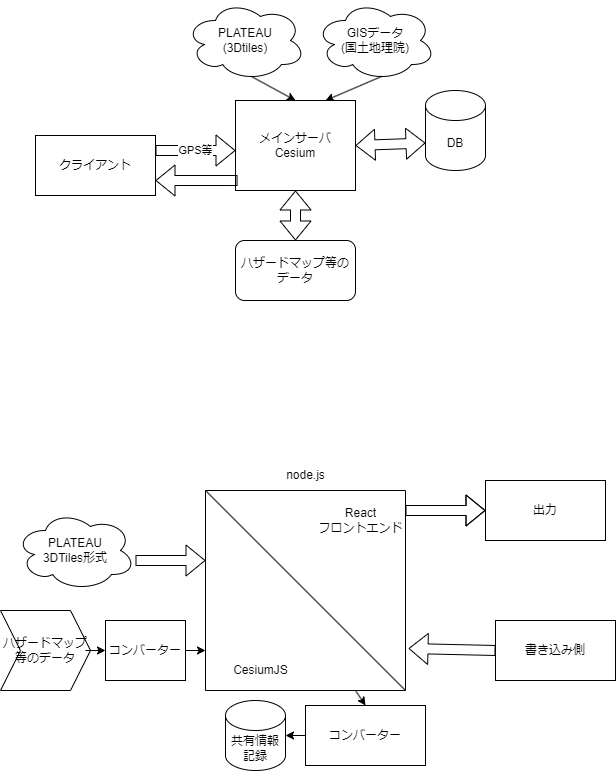 PLATEAU
(3Dtiles)
GISデータ
(国土地理院)
メインサーバ
Cesium
DB
GPS等
クライアント
ハザードマップ等の
データ
node.js
React
フロントエンド
出力
PLATEAU
3DTiles形式
ハザードマップ
等のデータ
コンバーター
書き込み側
CesiumJS
コンバーター
共有情報
記録